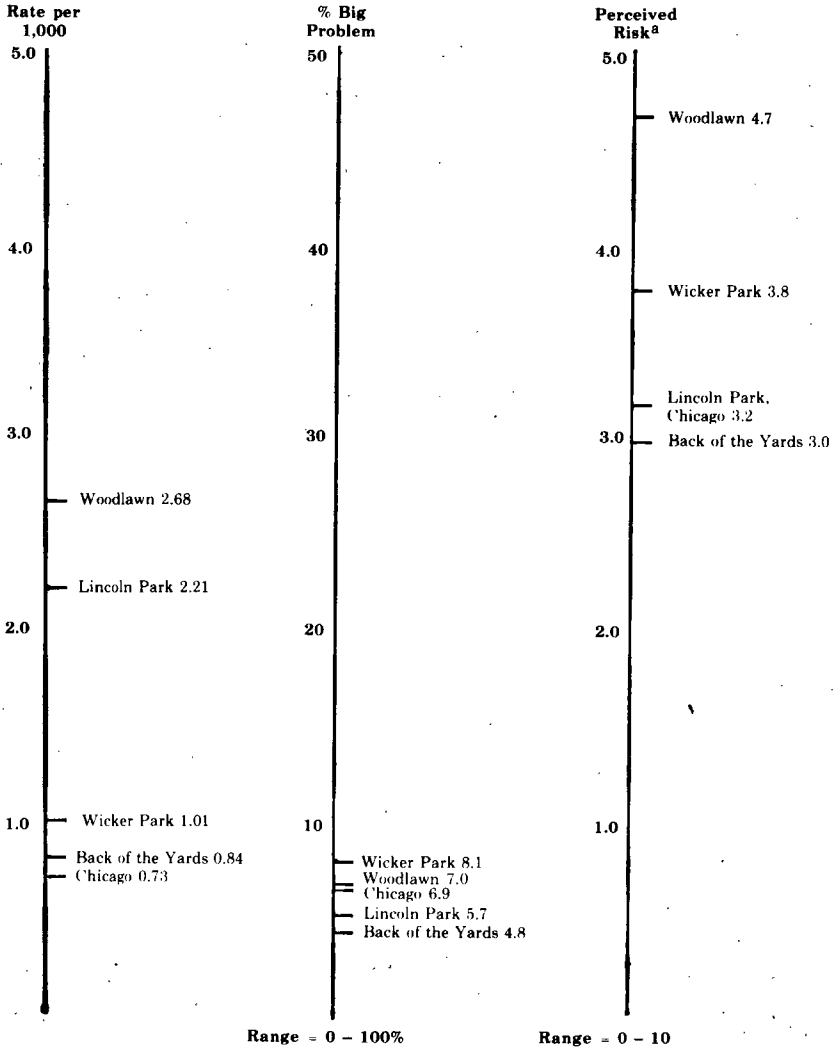 Rate per
1,000
5.0
4.0
3.0
Woodlawn 2.68
Lincoln Park 2.21
2.0
1.0
Wicker Park 1.01
Back of the Yards 0.84
Chicago 0.73
% Big
Problem
50
40
30
20
10
Wicker Park 8.1
Woodlawn 7.0
Chicago 6.9
Lincoln Park 5.7
Back of the Yards 4.8
Range = 0 – 100%
Perceived
Riskª
5.0
Woodlawn 4.7
4.0
Wicker Park 3.8
Lincoln Park,
Chicago 3.2
3.0
Back of the Yards 3.0
2.0
1.0
Range = 0 – 10